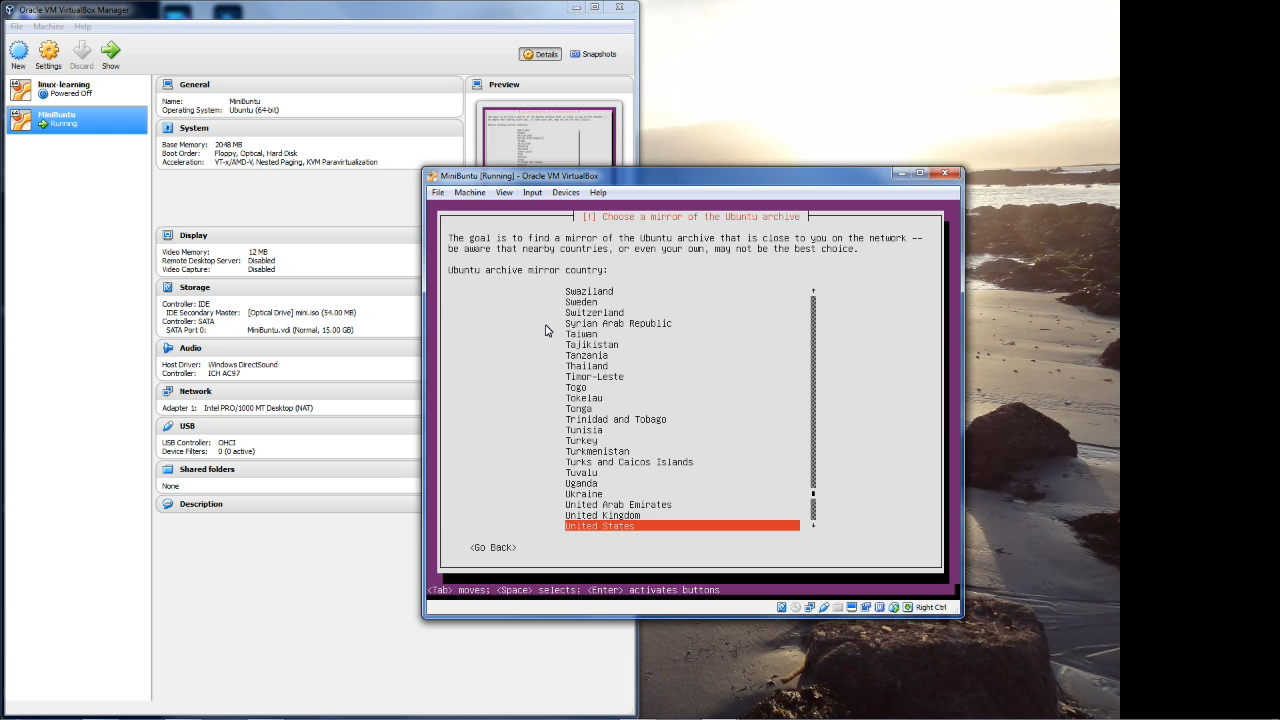 Oracle VM VirtualBox Manager
File Machine Help
New Settings Discard Show
Details Snapshots
linux-learning
Powered Off
MiniBuntu
Running
General
Name: MiniBuntu
Operating System: Ubuntu (64-bit)
System
Base Memory: 2048 MB
Boot Order: Floppy, Optical, Hard Disk
Acceleration: VT-x/AMD-V, Nested Paging, KVM Paravirtualization
Display
Video Memory: 12 MB
Remote Desktop Server: Disabled
Video Capture: Disabled
Storage
Controller: IDE
IDE Secondary Master: [Optical Drive] mini.iso (54.00 MB)
Controller: SATA
SATA Port 0: MiniBuntu.vdi (Normal, 15.00 GB)
Audio
Host Driver: Windows DirectSound
Controller: ICH AC97
Network
Adapter 1: Intel PRO/1000 MT Desktop (NAT)
USB
USB Controller: OHCI
Device Filters: 0 (0 active)
Shared folders
None
Description
Preview
MiniBuntu [Running] - Oracle VM VirtualBox
File Machine View Input Devices Help
[!] Choose a mirror of the Ubuntu archive
The goal is to find a mirror of the Ubuntu archive that is close to you on the network --
be aware that nearby countries, or even your own, may not be the best choice.
Ubuntu archive mirror country:
Swaziland
Sweden
Switzerland
Syrian Arab Republic
Taiwan
Tajikistan
Tanzania
Thailand
Timor-Leste
Togo
Tokelau
Tonga
Trinidad and Tobago
Tunisia
Turkey
Turkmenistan
Turks and Caicos Islands
Tuvalu
Uganda
Ukraine
United Arab Emirates
United Kingdom
United States
<Go Back>
<Tab> moves; <Space> selects; <Enter> activates buttons
Right Ctrl